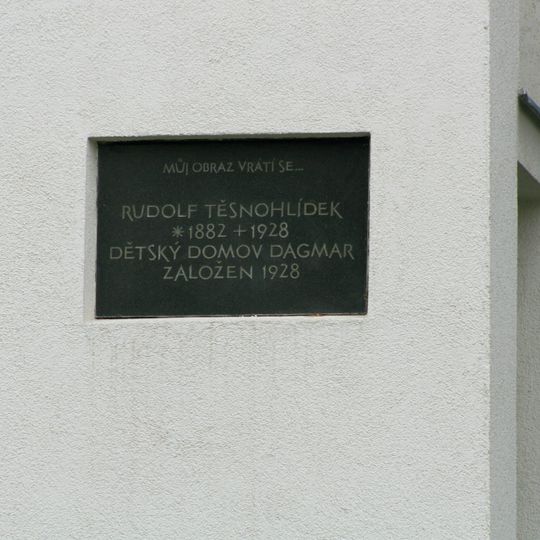 MŮJ OBRAZ VRÁTÍ SE...
RUDOLF TĚSNOHLÍDEK
* 1882 + 1928
DĚTSKÝ DOMOV DAGMAR
ZALOŽEN 1928